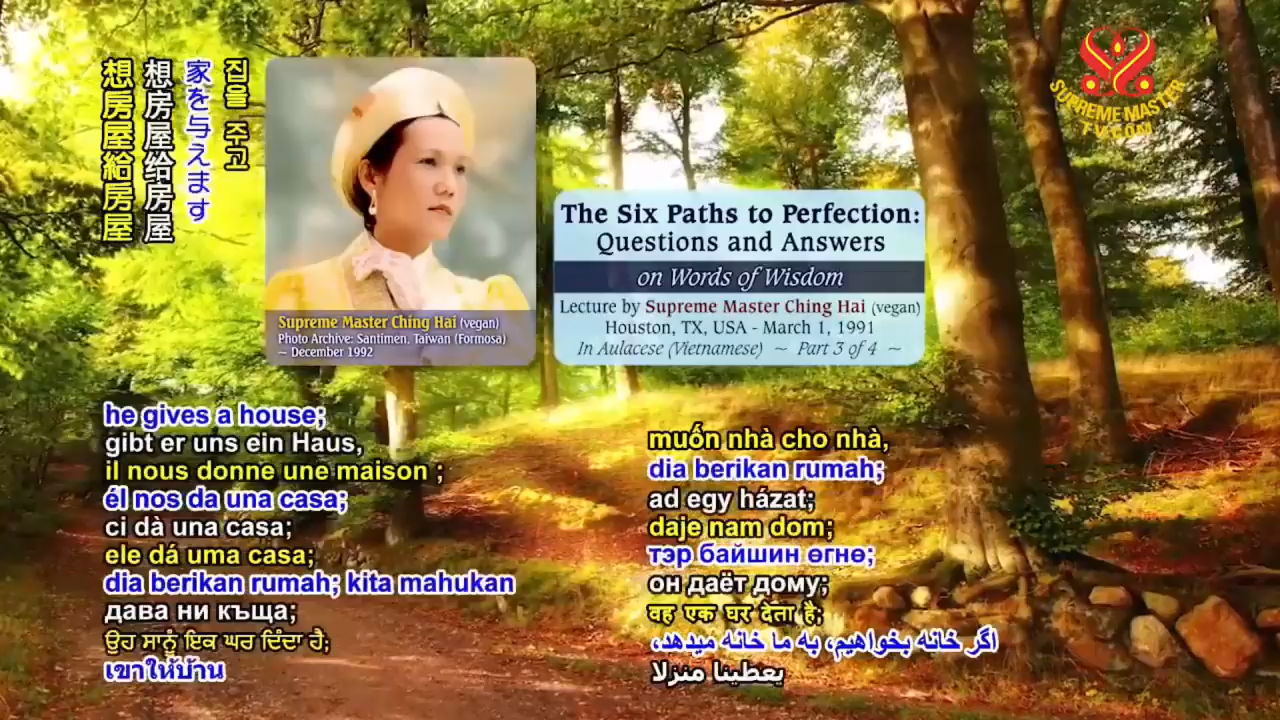 想房屋給房屋
想房屋给房屋
家を与えます
집을 주고
SUPREME MASTER
TV.COM
Supreme Master Ching Hai (vegan)
Photo Archive: Santimen, Taiwan (Formosa)
~ December 1992
The Six Paths to Perfection:
Questions and Answers
on Words of Wisdom
Lecture by Supreme Master Ching Hai (vegan)
Houston, TX, USA - March 1, 1991
In Aulacese (Vietnamese) ~ Part 3 of 4 ~
he gives a house;
gibt er uns ein Haus,
il nous donne une maison ;
él nos da una casa;
ci dà una casa;
ele dá uma casa;
dia berikan rumah; kita mahukan
дава ни къща;
ਉਹ ਸਾਨੂੰ ਇਕ ਘਰ ਦਿੰਦਾ ਹੈ;
เขาให้บ้าน
muốn nhà cho nhà,
dia berikan rumah;
ad egy házat;
daje nam dom;
тэр байшин өгнө;
он даёт дому;
वह एक घर देता है;
اگر خانه بخواهیم، به ما خانه میدهد،
يعطينا منزلا